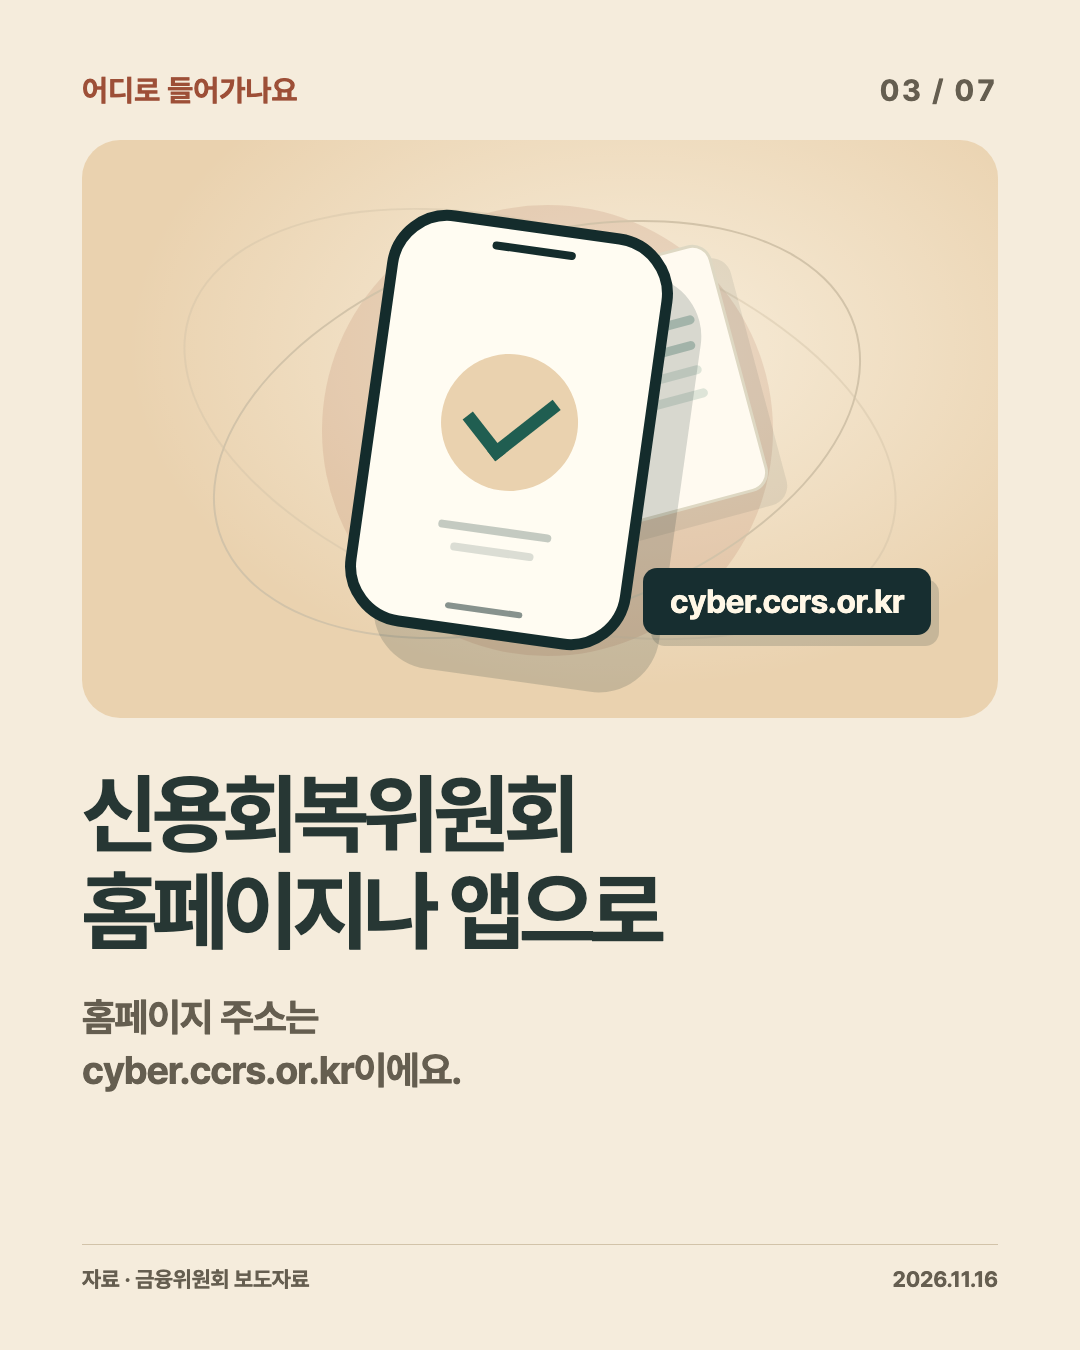 어디로 들어가나요
03 / 07
cyber.ccrs.or.kr
신용회복위원회
홈페이지나 앱으로
홈페이지 주소는
cyber.ccrs.or.kr이에요.
자료 · 금융위원회 보도자료
2026.11.16